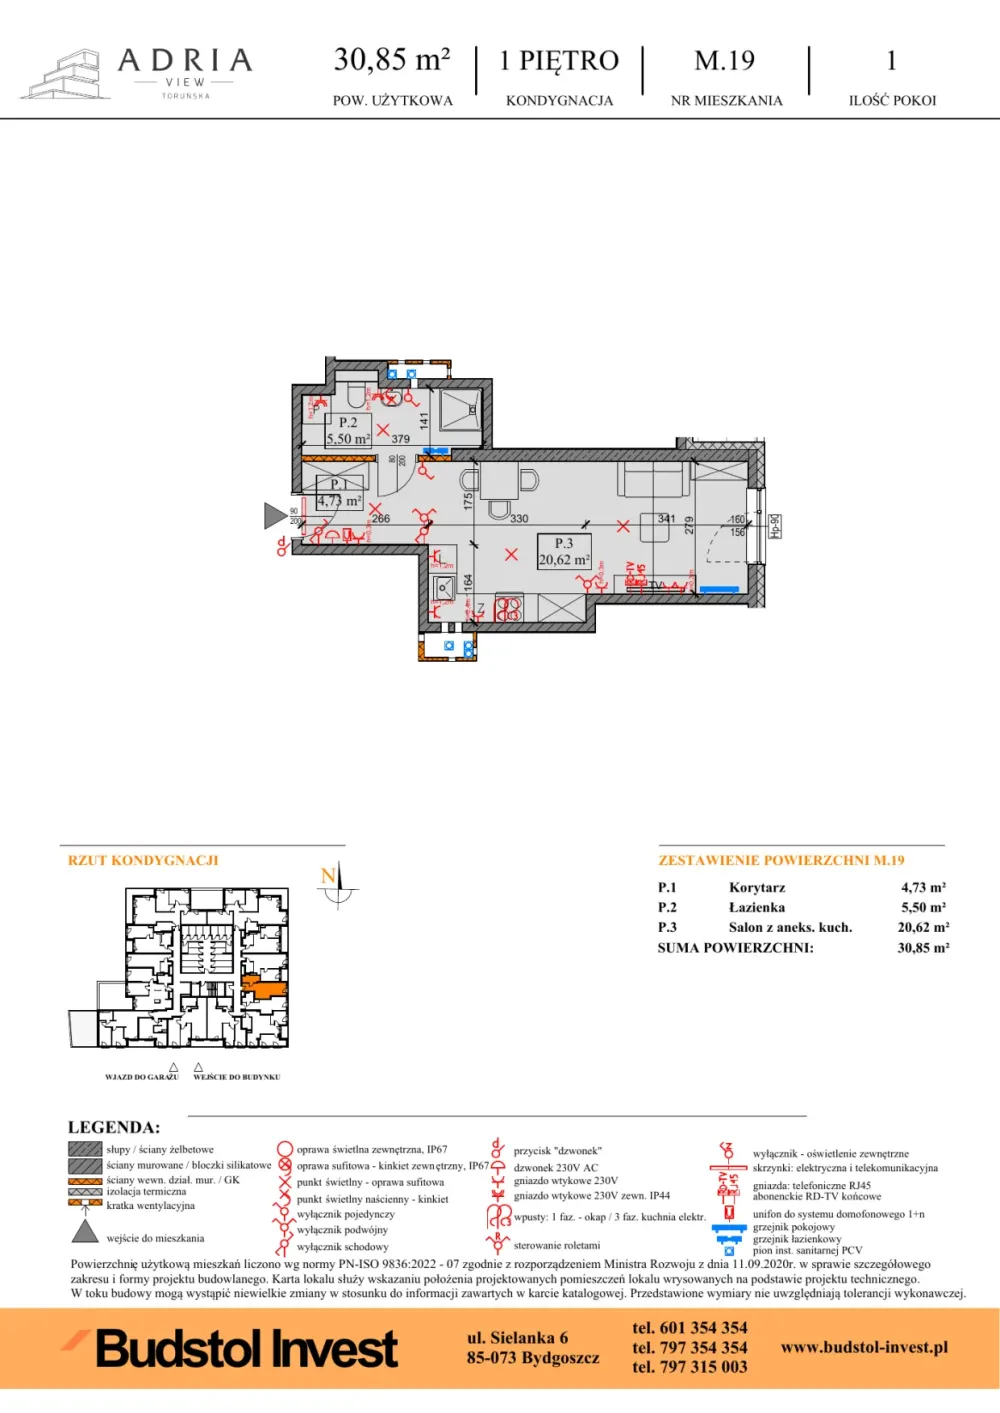 ADRIA
VIEW
TORUŃSKA
30,85 m²
POW. UŻYTKOWA
1 PIĘTRO
KONDYGNACJA
M.19
NR MIESZKANIA
1
ILOŚĆ POKOI
P.2
5,50 m²
379
141
80
200
P.1
4,73 m²
90
200
266
175
330
341
279
160
156
Hp-90
P.3
20,62 m²
164
Z
TV
RD-TV
RJ-45
d
RZUT KONDYGNACJI
N
WJAZD DO GARAŻU
WEJŚCIE DO BUDYNKU
ZESTAWIENIE POWIERZCHNI M.19
P.1 Korytarz 4,73 m²
P.2 Łazienka 5,50 m²
P.3 Salon z aneks. kuch. 20,62 m²
SUMA POWIERZCHNI: 30,85 m²
LEGENDA:
słupy / ściany żelbetowe
ściany murowane / bloczki silikatowe
ściany wewn. dział. mur. / GK
izolacja termiczna
kratka wentylacyjna
wejście do mieszkania
oprawa świetlna zewnętrzna, IP67
oprawa sufitowa - kinkiet zewnętrzny, IP67
punkt świetlny - oprawa sufitowa
punkt świetlny naścienny - kinkiet
wyłącznik pojedynczy
wyłącznik podwójny
wyłącznik schodowy
przycisk "dzwonek"
dzwonek 230V AC
gniazdo wtykowe 230V
gniazdo wtykowe 230V zewn. IP44
wpusty: 1 faz. - okap / 3 faz. kuchnia elektr.
sterowanie roletami
wyłącznik - oświetlenie zewnętrzne
skrzynki: elektryczna i telekomunikacyjna
gniazda: telefoniczne RJ45
abonenckie RD-TV końcowe
unifon do systemu domofonowego 1+n
grzejnik pokojowy
grzejnik łazienkowy
pion inst. sanitarnej PCV
Powierzchnię użytkową mieszkań liczono wg normy PN-ISO 9836:2022 - 07 zgodnie z rozporządzeniem Ministra Rozwoju z dnia 11.09.2020r. w sprawie szczegółowego
zakresu i formy projektu budowlanego. Karta lokalu służy wskazaniu położenia projektowanych pomieszczeń lokalu wrysowanych na podstawie projektu technicznego.
W toku budowy mogą wystąpić niewielkie zmiany w stosunku do informacji zawartych w karcie katalogowej. Przedstawione wymiary nie uwzględniają tolerancji wykonawczej.
Budstol Invest
ul. Sielanka 6
85-073 Bydgoszcz
tel. 601 354 354
tel. 797 354 354
tel. 797 315 003
www.budstol-invest.pl